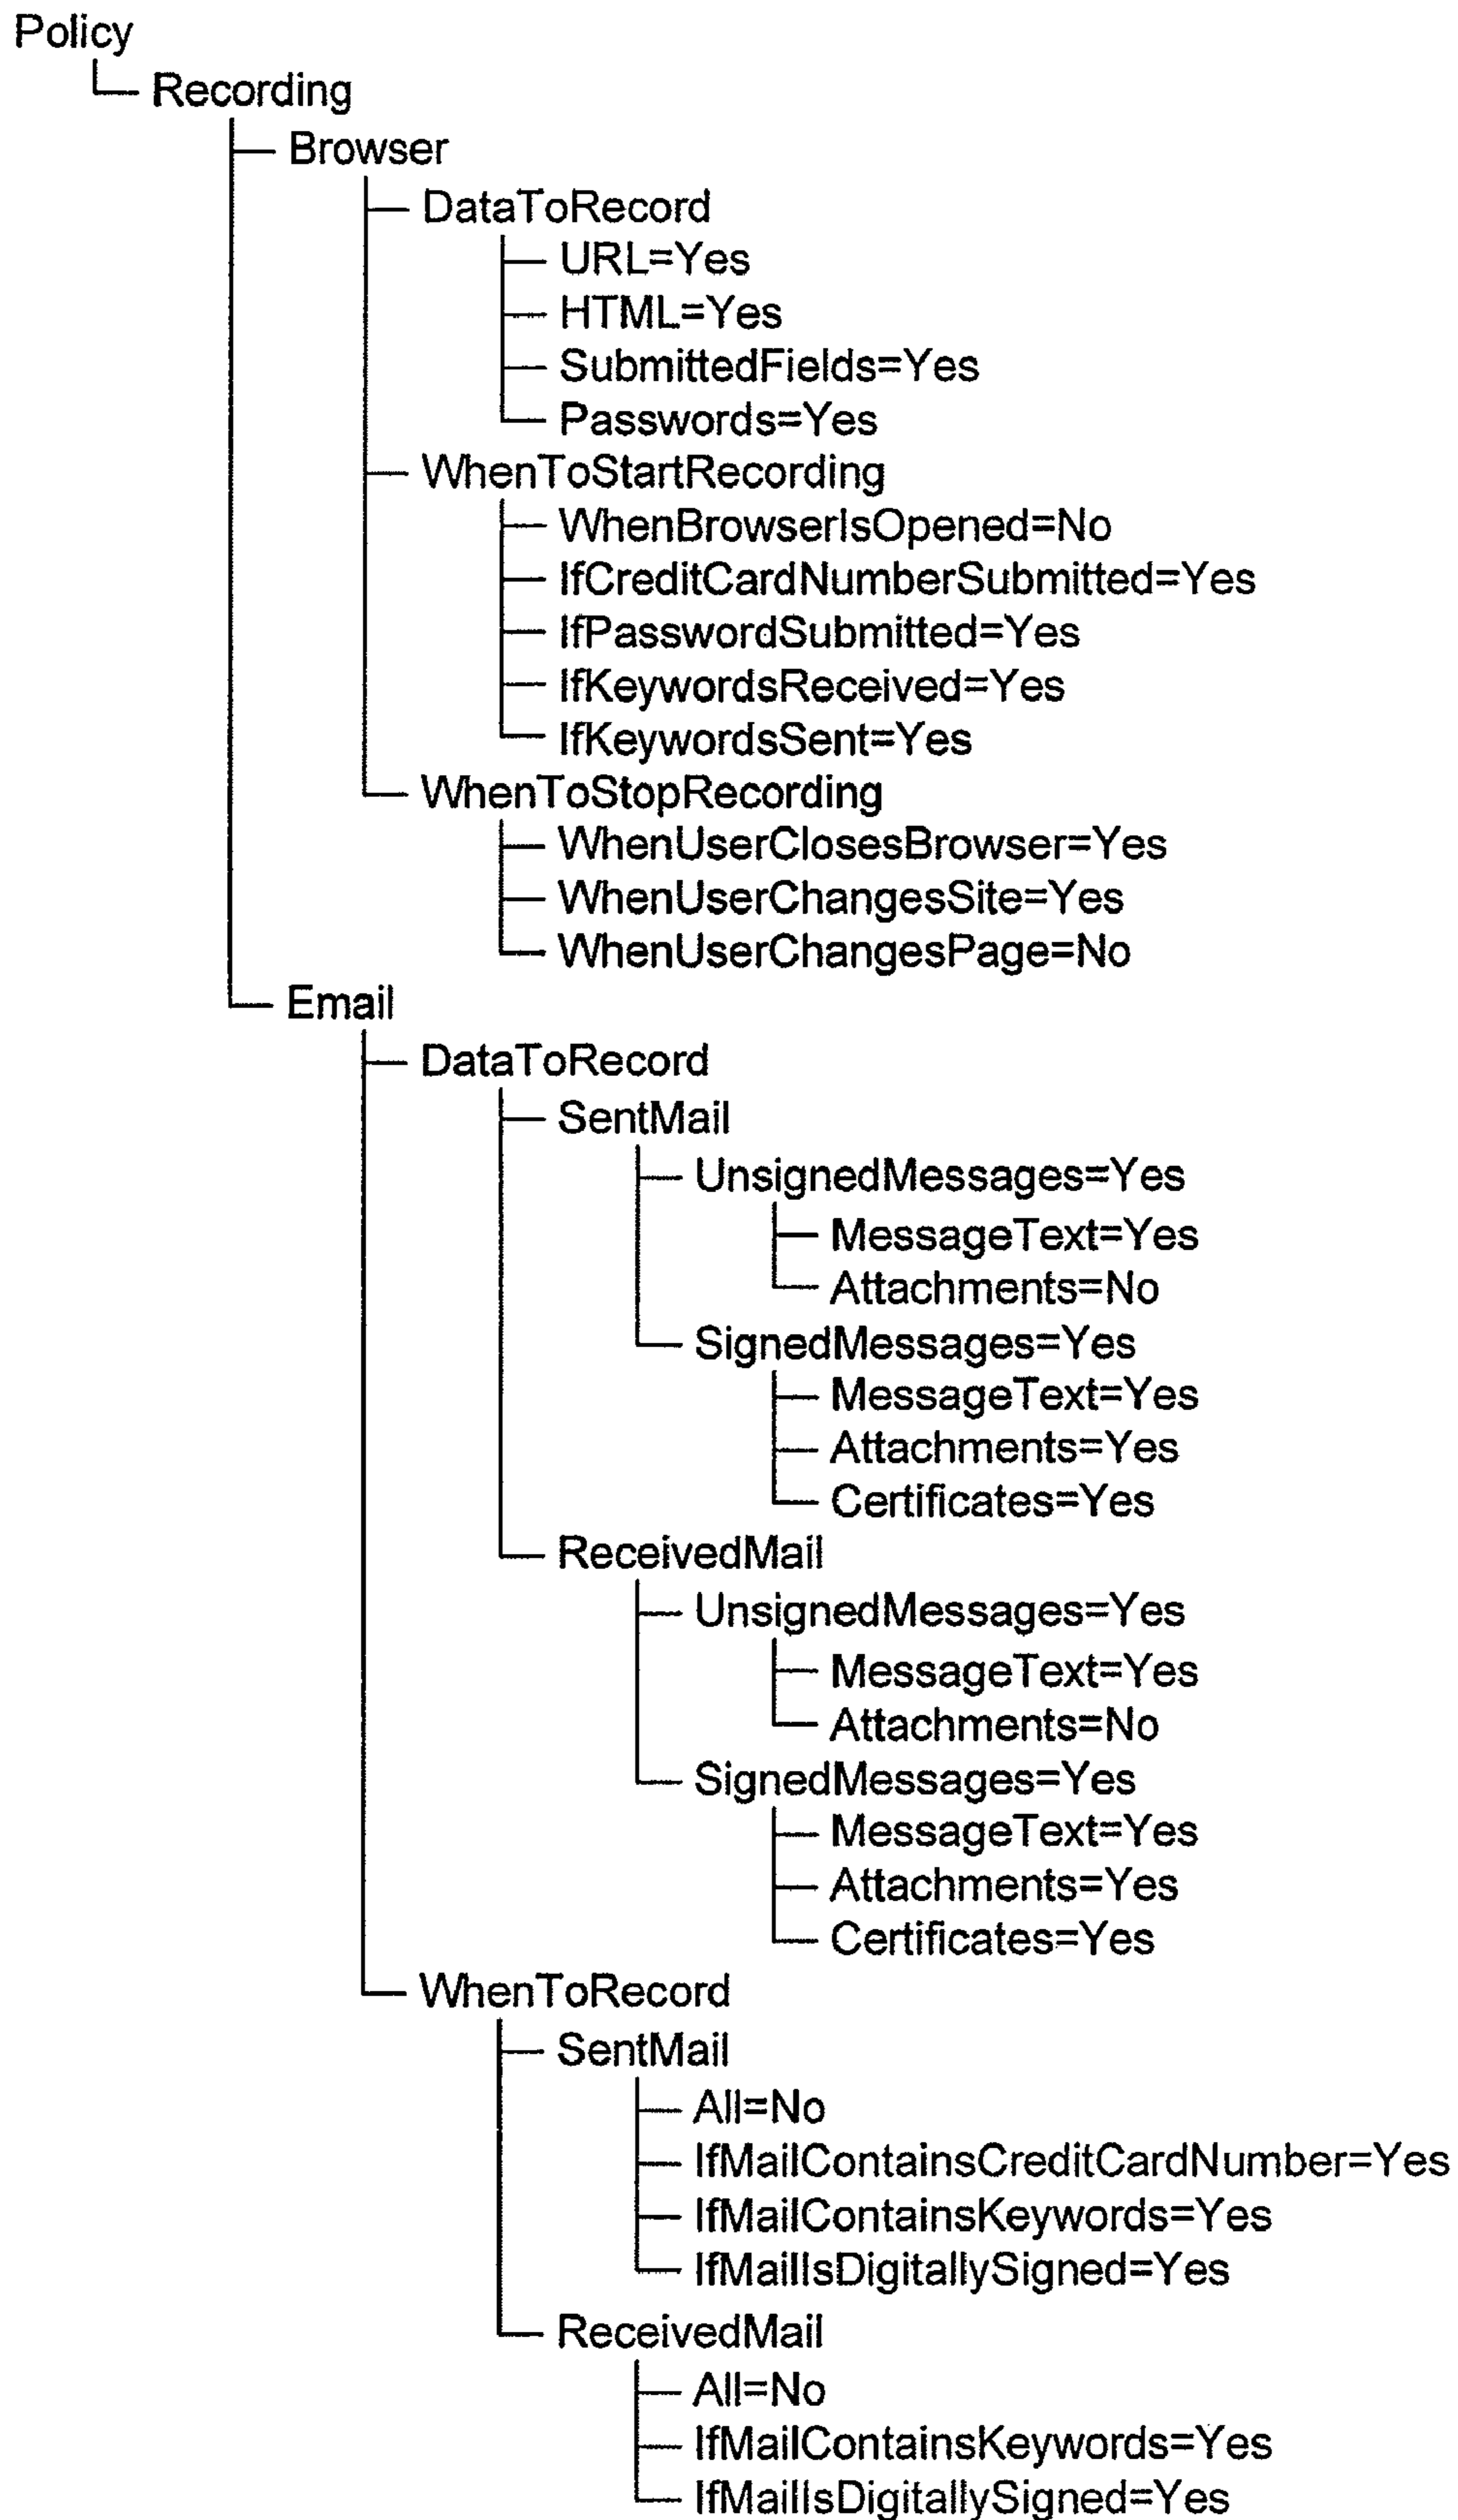 Policy
Recording
Browser
DataToRecord
URL=Yes
HTML=Yes
SubmittedFields=Yes
Passwords=Yes
WhenToStartRecording
WhenBrowserIsOpened=No
IfCreditCardNumberSubmitted=Yes
IfPasswordSubmitted=Yes
IfKeywordsReceived=Yes
IfKeywordsSent=Yes
WhenToStopRecording
WhenUserClosesBrowser=Yes
WhenUserChangesSite=Yes
WhenUserChangesPage=No
Email
DataToRecord
SentMail
UnsignedMessages=Yes
MessageText=Yes
Attachments=No
SignedMessages=Yes
MessageText=Yes
Attachments=Yes
Certificates=Yes
ReceivedMail
UnsignedMessages=Yes
MessageText=Yes
Attachments=No
SignedMessages=Yes
MessageText=Yes
Attachments=Yes
Certificates=Yes
WhenToRecord
SentMail
All=No
IfMailContainsCreditCardNumber=Yes
IfMailContainsKeywords=Yes
IfMailIsDigitallySigned=Yes
ReceivedMail
All=No
IfMailContainsKeywords=Yes
IfMailIsDigitallySigned=Yes